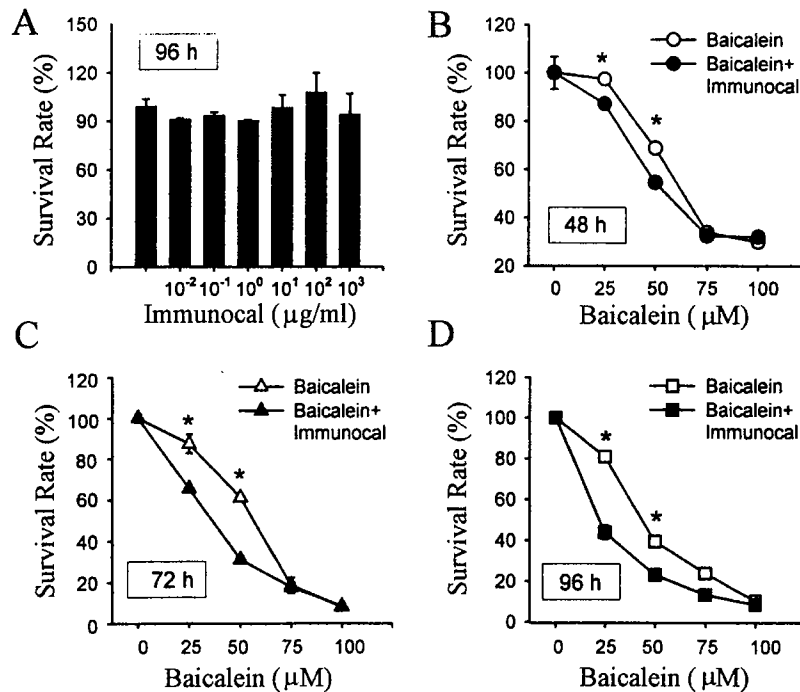 A
Survival Rate (%)
150
120
90
60
30
0
96 h
10⁻² 10⁻¹ 10⁰ 10¹ 10² 10³
Immunocal (μg/ml)
B
Survival Rate (%)
120
100
80
60
40
20
Baicalein
Baicalein+
Immunocal
*
*
48 h
0 25 50 75 100
Baicalein (μM)
C
Survival Rate (%)
120
100
80
60
40
20
0
Baicalein
Baicalein+
Immunocal
*
*
72 h
0 25 50 75 100
Baicalein (μM)
D
Survival Rate (%)
120
100
80
60
40
20
0
Baicalein
Baicalein+
Immunocal
*
*
96 h
0 25 50 75 100
Baicalein (μM)